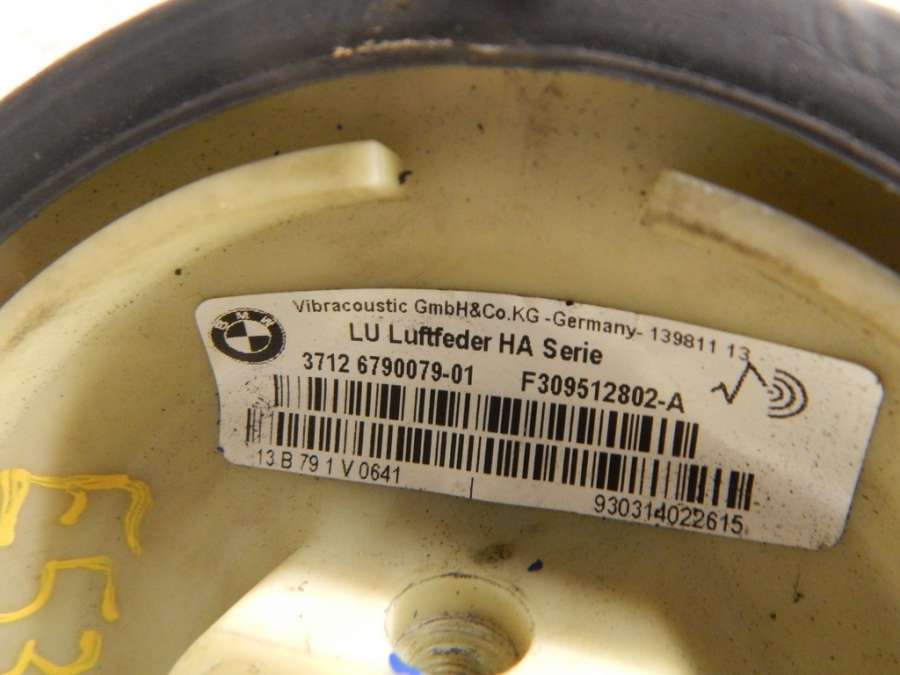 BMW
Vibracoustic GmbH&Co.KG -Germany- 139811 13
LU Luftfeder HA Serie
3712 6790079-01 F309512802-A
13 B 79 1 V 0641
930314022615